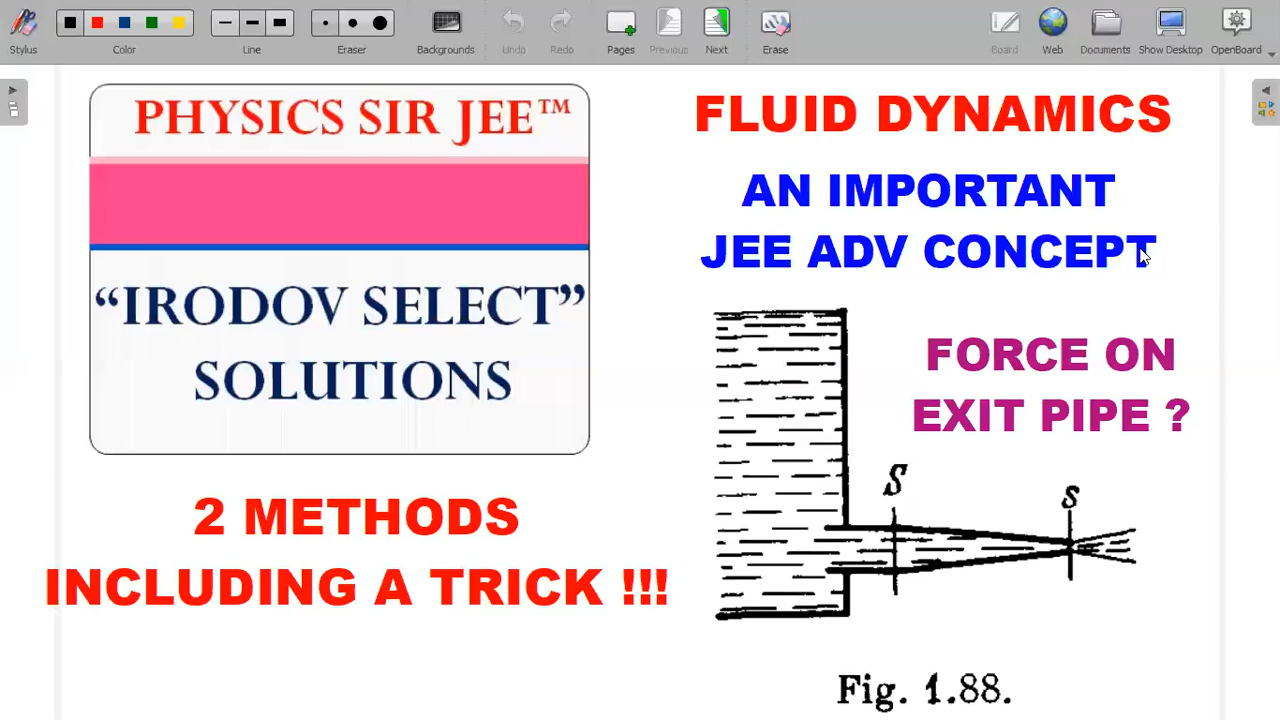 Stylus
Color
Line
Eraser
Backgrounds
Undo
Redo
Pages
Previous
Next
Erase
Board
Web
Documents
Show Desktop
OpenBoard
PHYSICS SIR JEE™
“IRODOV SELECT”
SOLUTIONS
2 METHODS
INCLUDING A TRICK !!!
FLUID DYNAMICS
AN IMPORTANT
JEE ADV CONCEPT
FORCE ON
EXIT PIPE ?
S
s
Fig. 1.88.